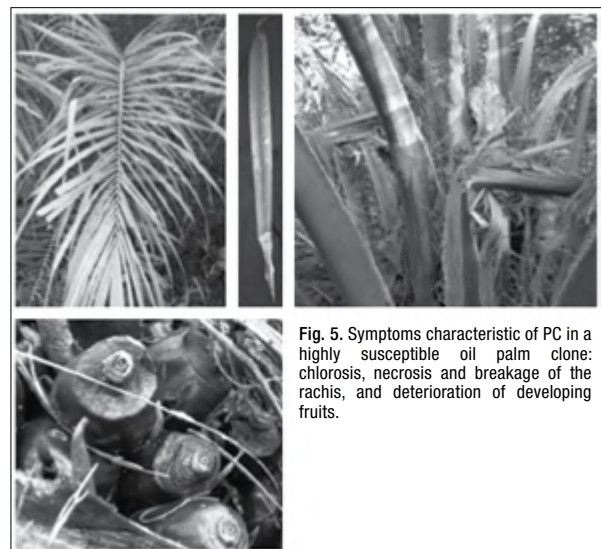 Fig. 5. Symptoms characteristic of PC in a
highly susceptible oil palm clone:
chlorosis, necrosis and breakage of the
rachis, and deterioration of developing
fruits.